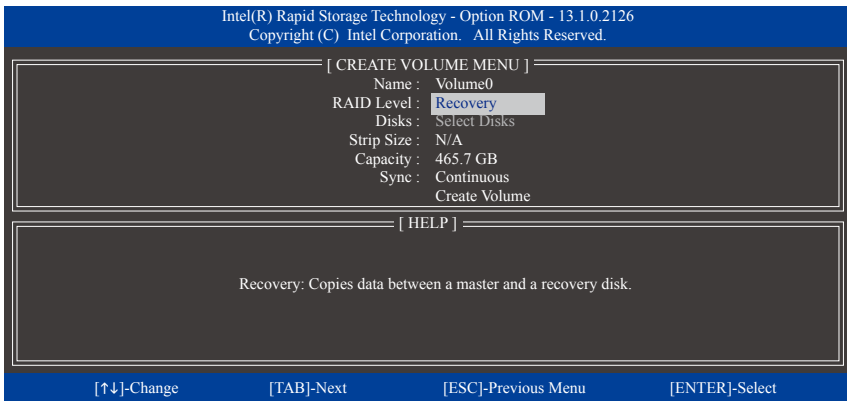 Intel(R) Rapid Storage Technology - Option ROM - 13.1.0.2126
Copyright (C) Intel Corporation. All Rights Reserved.
[ CREATE VOLUME MENU ]
Name : Volume0
RAID Level : Recovery
Disks : Select Disks
Strip Size : N/A
Capacity : 465.7 GB
Sync : Continuous
Create Volume
[ HELP ]
Recovery: Copies data between a master and a recovery disk.
[↑↓]-Change [TAB]-Next [ESC]-Previous Menu [ENTER]-Select